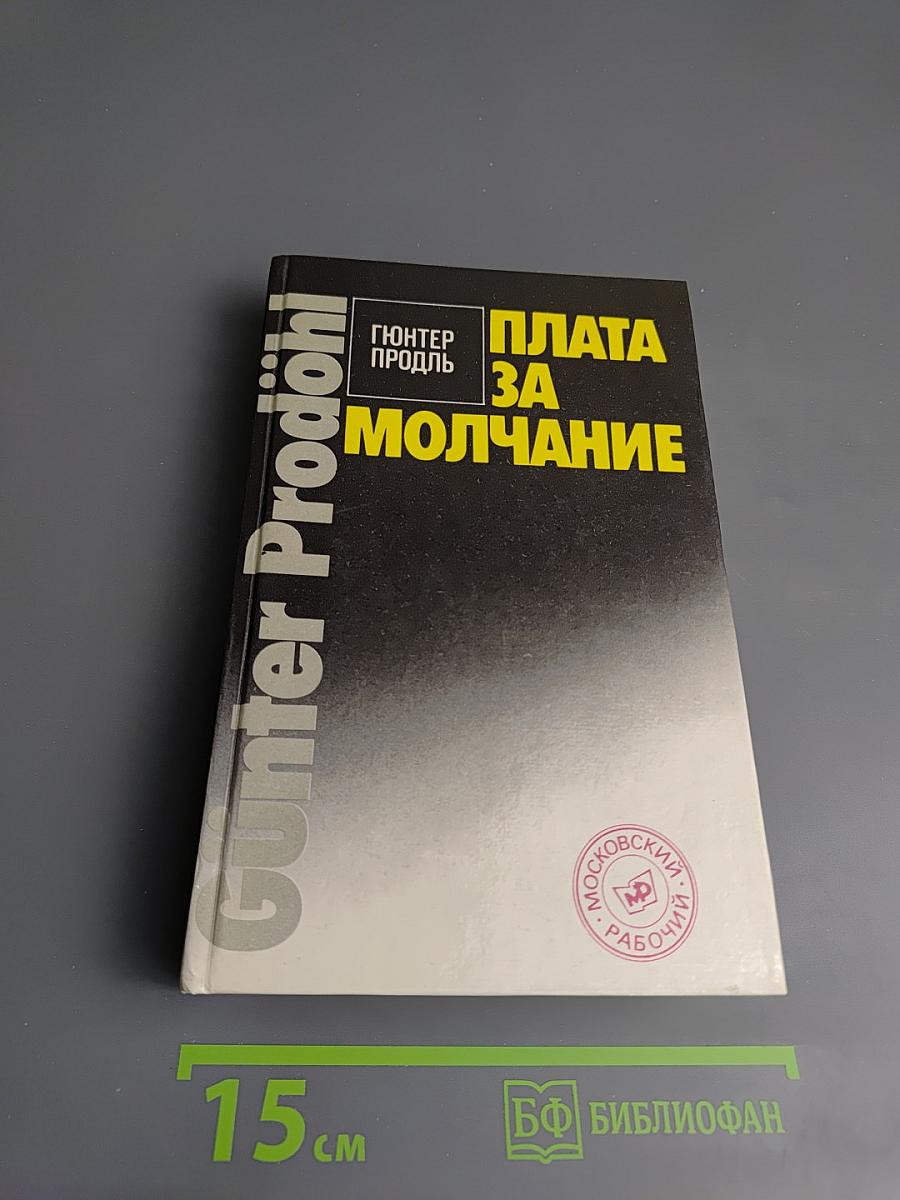 Günter Prodöhl
ГЮНТЕР
ПРОДЛЬ
ПЛАТА
ЗА
МОЛЧАНИЕ
МОСКОВСКИЙ
РАБОЧИЙ
МР
15 см
БФ БИБЛИОФАН